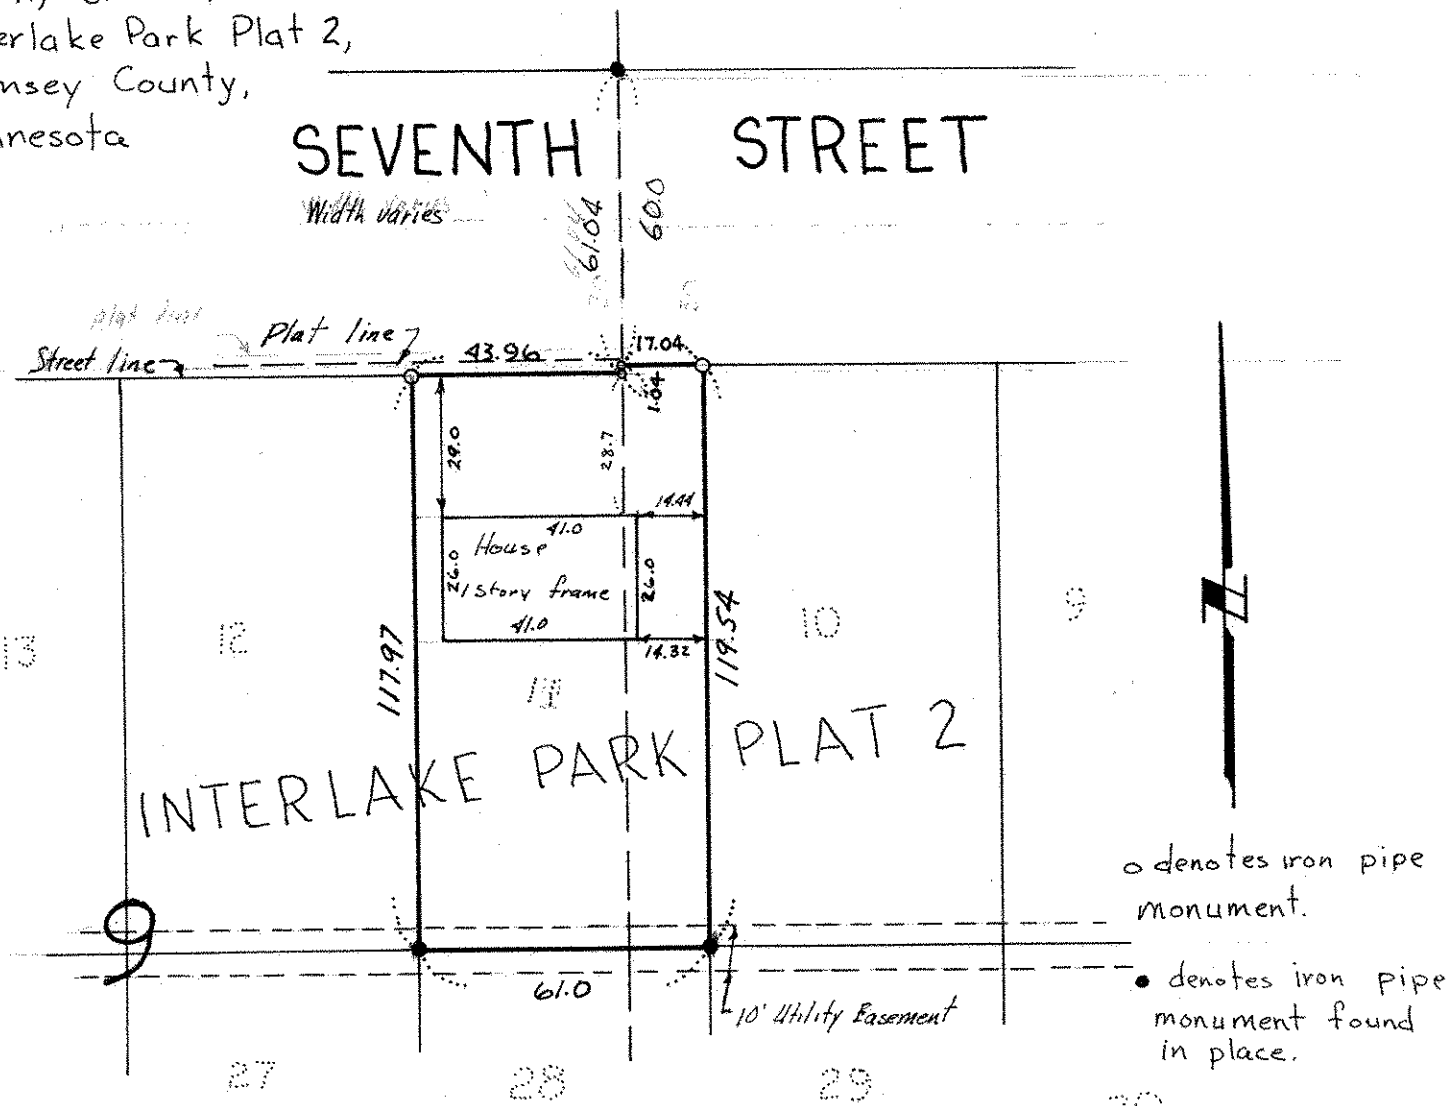 Park Plat 2,
County,
SEVENTH STREET
Width varies
61.04
60.0
Plat line
Plat line
Street line
43.96
17.04
1.04
29.0
28.7
14.44
41.0
House
26.0
1 story frame
26.0
41.0
14.32
117.97
119.54
13
12
11
10
9
INTERLAKE PARK PLAT 2
9
61.0
10' Utility Easement
27
28
29
o denotes iron pipe
monument.
● denotes iron pipe
monument found
in place.